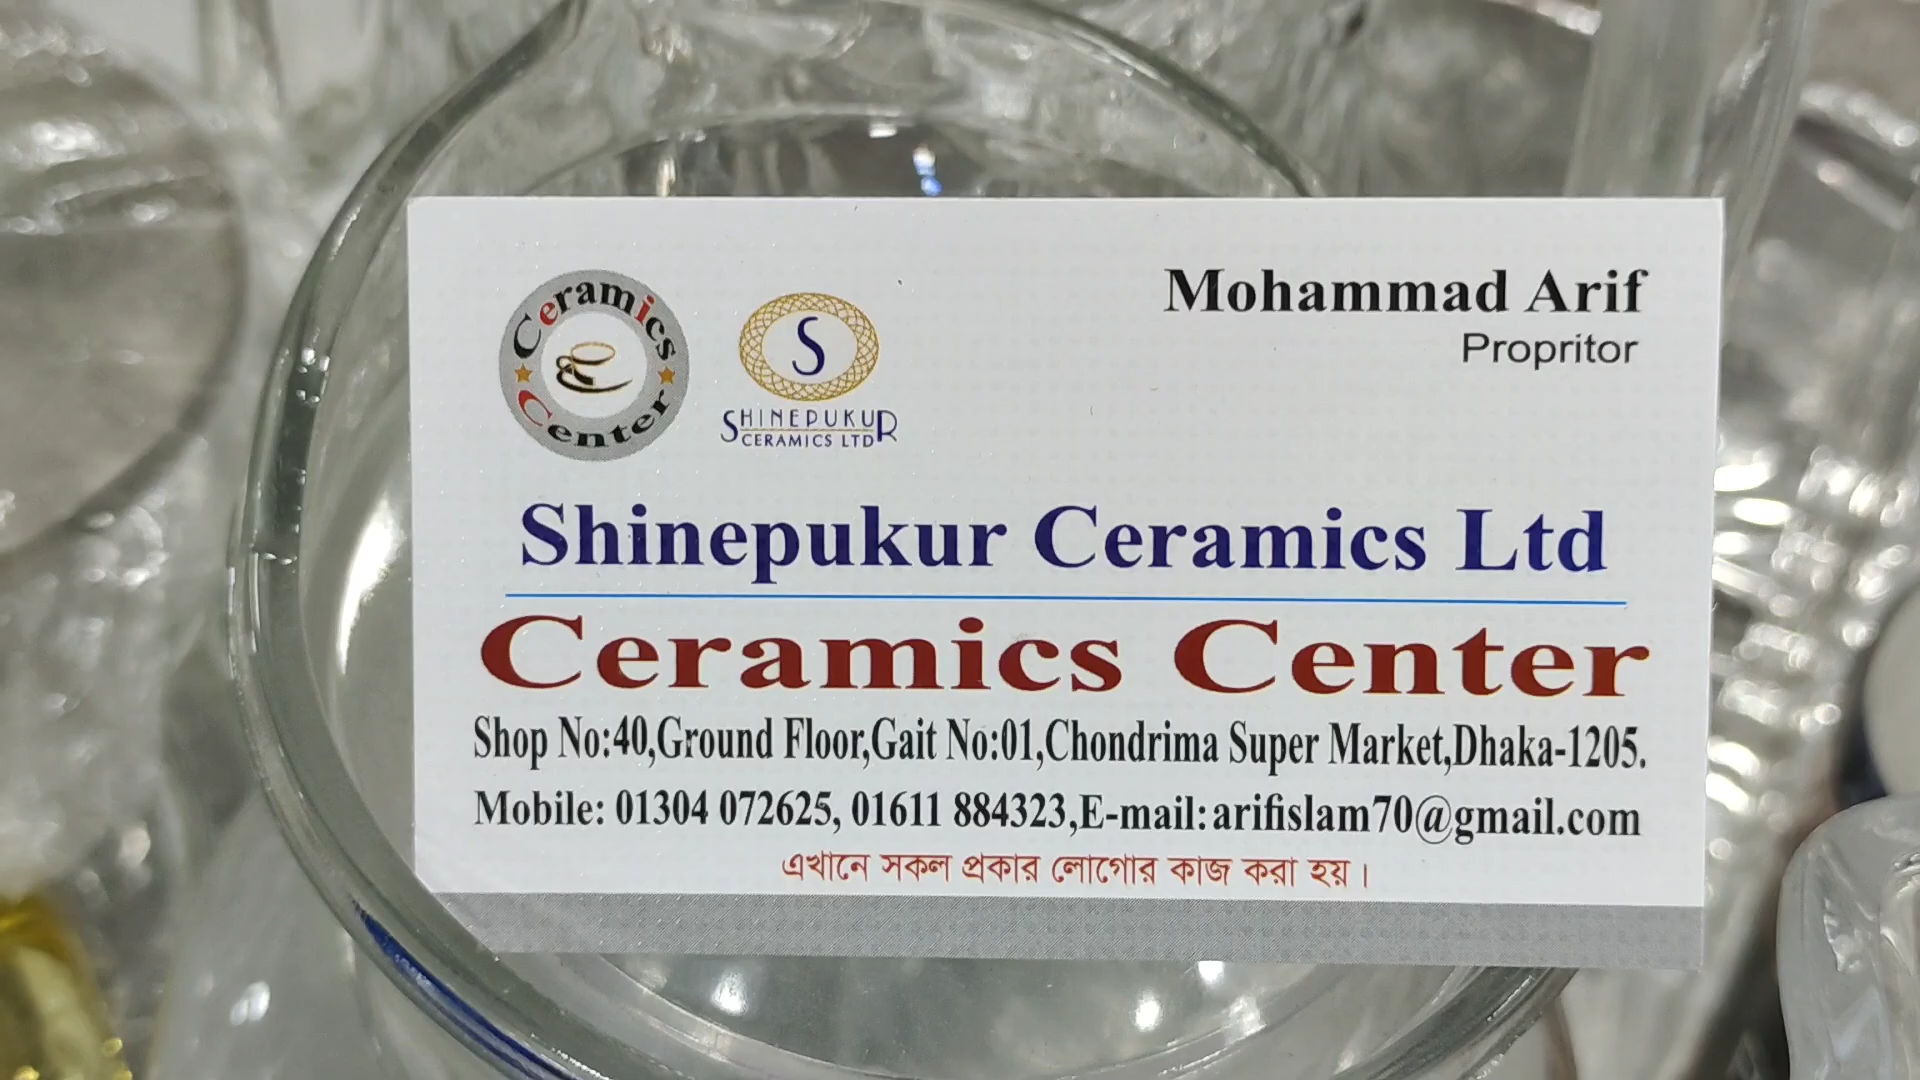 Ceramics Center
S
SHINEPUKUR
CERAMICS LTD
Mohammad Arif
Propritor
Shinepukur Ceramics Ltd
Ceramics Center
Shop No:40,Ground Floor,Gait No:01,Chondrima Super Market,Dhaka-1205.
Mobile: 01304 072625, 01611 884323,E-mail:arifislam70@gmail.com
এখানে সকল প্রকার লোগোর কাজ করা হয়।